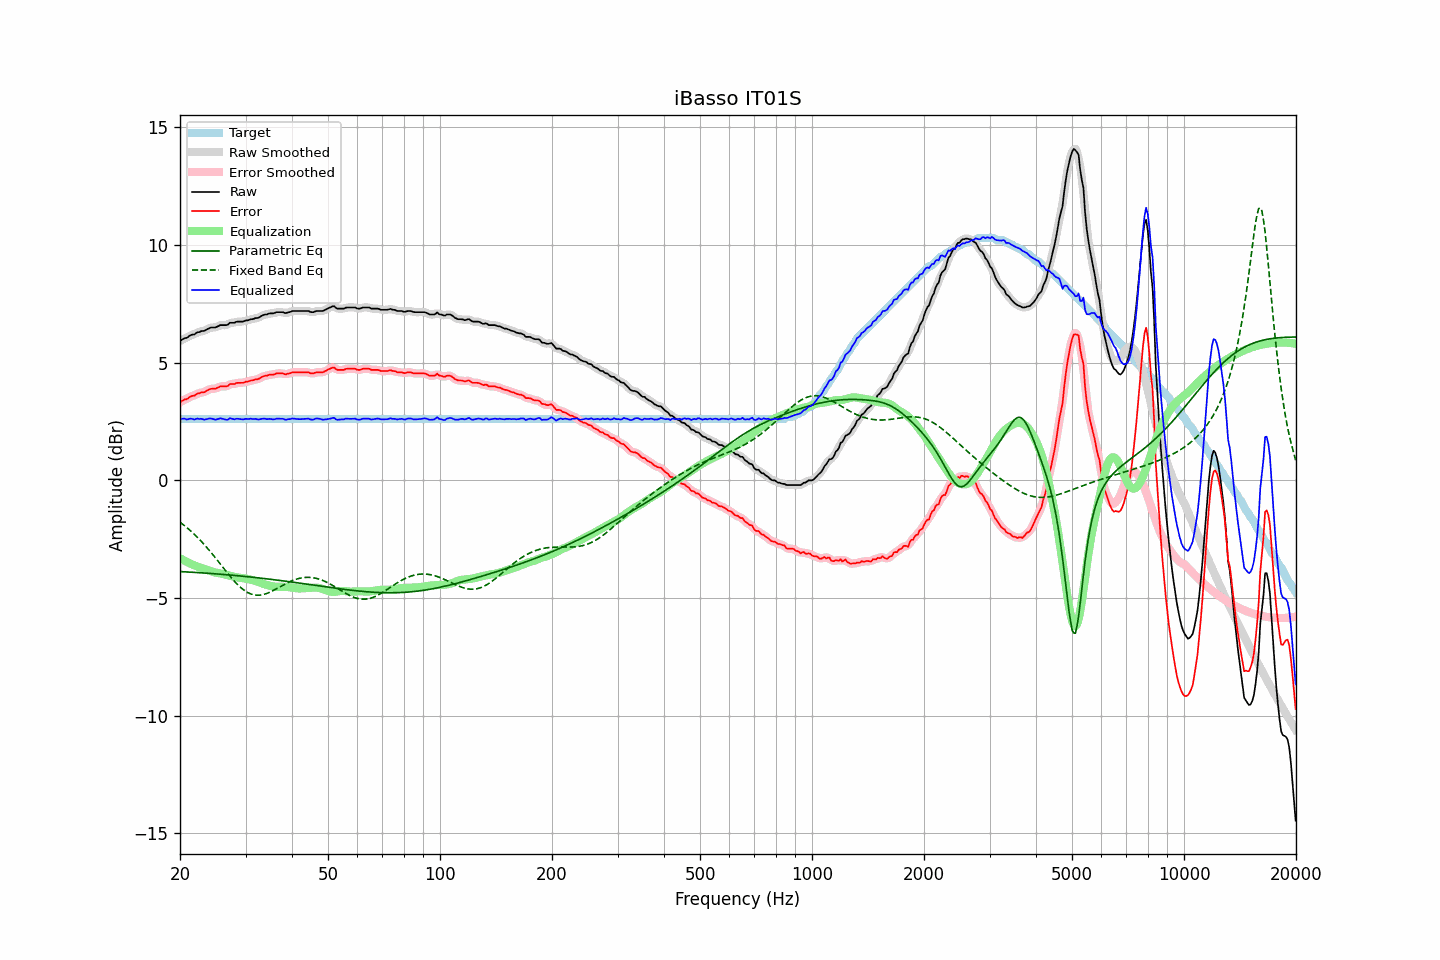 iBasso IT01S
Target
Raw Smoothed
Error Smoothed
Raw
Error
Equalization
Parametric Eq
Fixed Band Eq
Equalized
15
10
5
0
−5
−10
−15
Amplitude (dBr)
20 50 100 200 500 1000 2000 5000 10000 20000
Frequency (Hz)